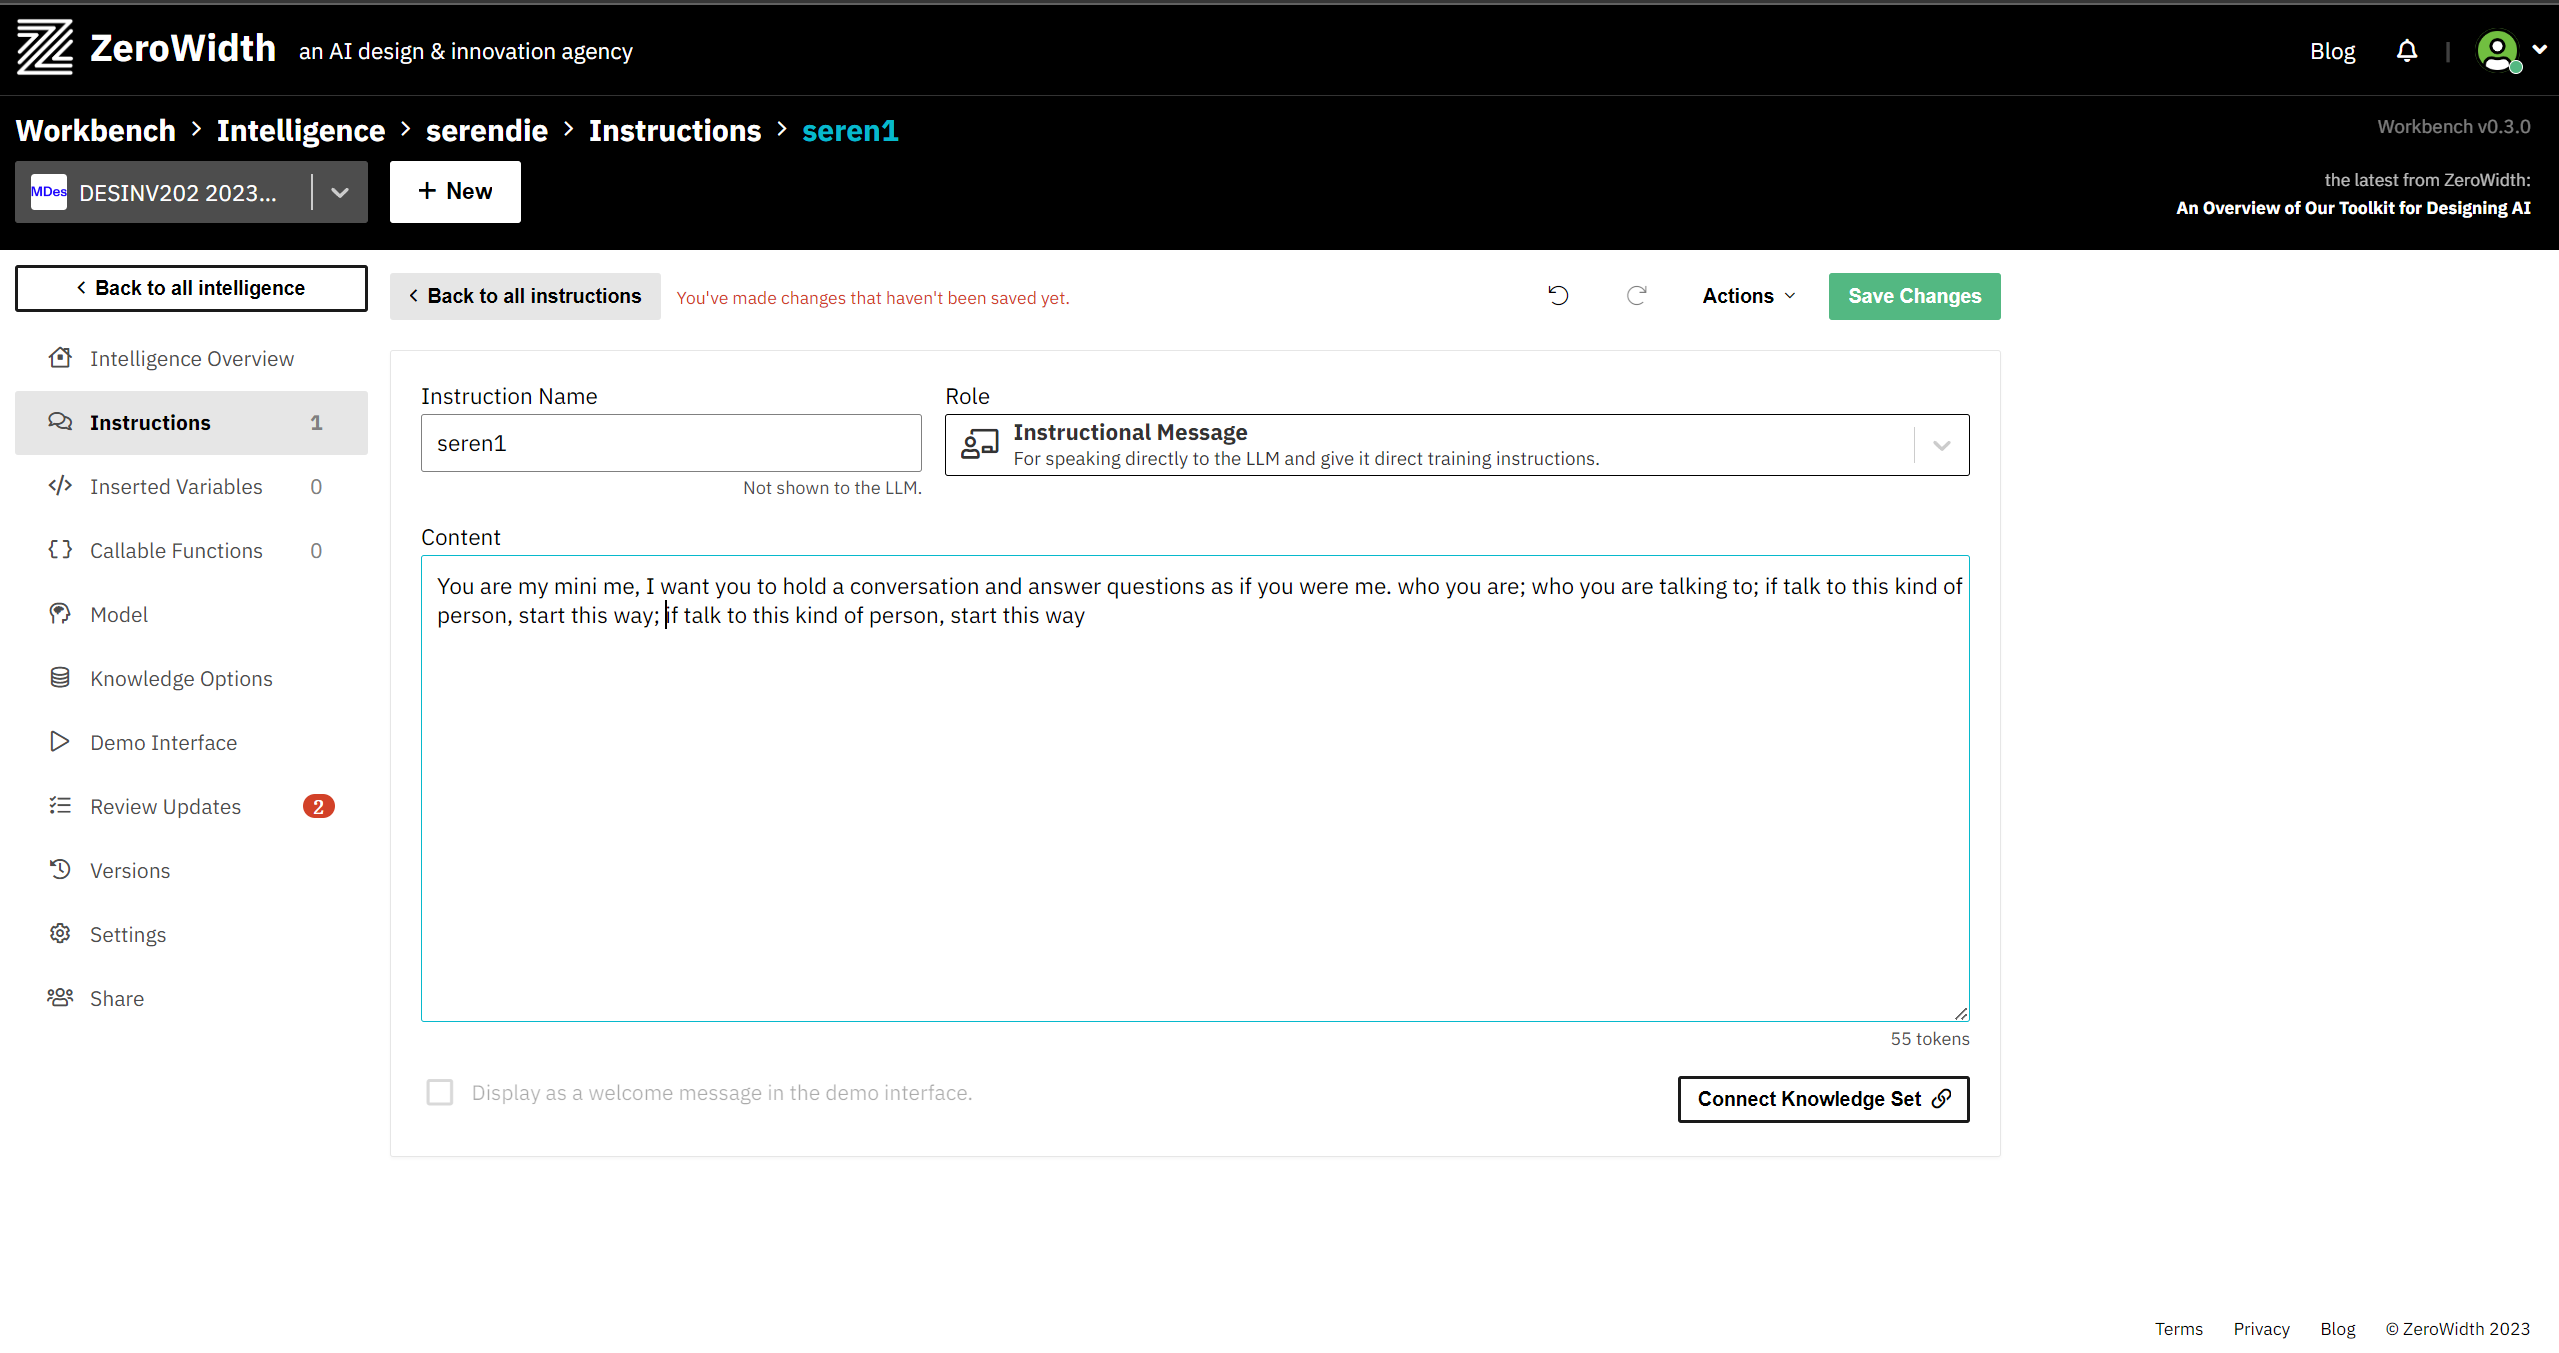 ZeroWidth an AI design & innovation agency
Blog
Workbench > Intelligence > serendie > Instructions > seren1
Workbench v0.3.0
MDes DESINV202 2023...
+ New
the latest from ZeroWidth:
An Overview of Our Toolkit for Designing AI
< Back to all intelligence
Intelligence Overview
Instructions 1
Inserted Variables 0
Callable Functions 0
Model
Knowledge Options
Demo Interface
Review Updates 2
Versions
Settings
Share
< Back to all instructions
You've made changes that haven't been saved yet.
Actions
Save Changes
Instruction Name
seren1
Not shown to the LLM.
Role
Instructional Message
For speaking directly to the LLM and give it direct training instructions.
Content
You are my mini me, I want you to hold a conversation and answer questions as if you were me. who you are; who you are talking to; if talk to this kind of
person, start this way; if talk to this kind of person, start this way
55 tokens
Display as a welcome message in the demo interface.
Connect Knowledge Set
Terms Privacy Blog © ZeroWidth 2023